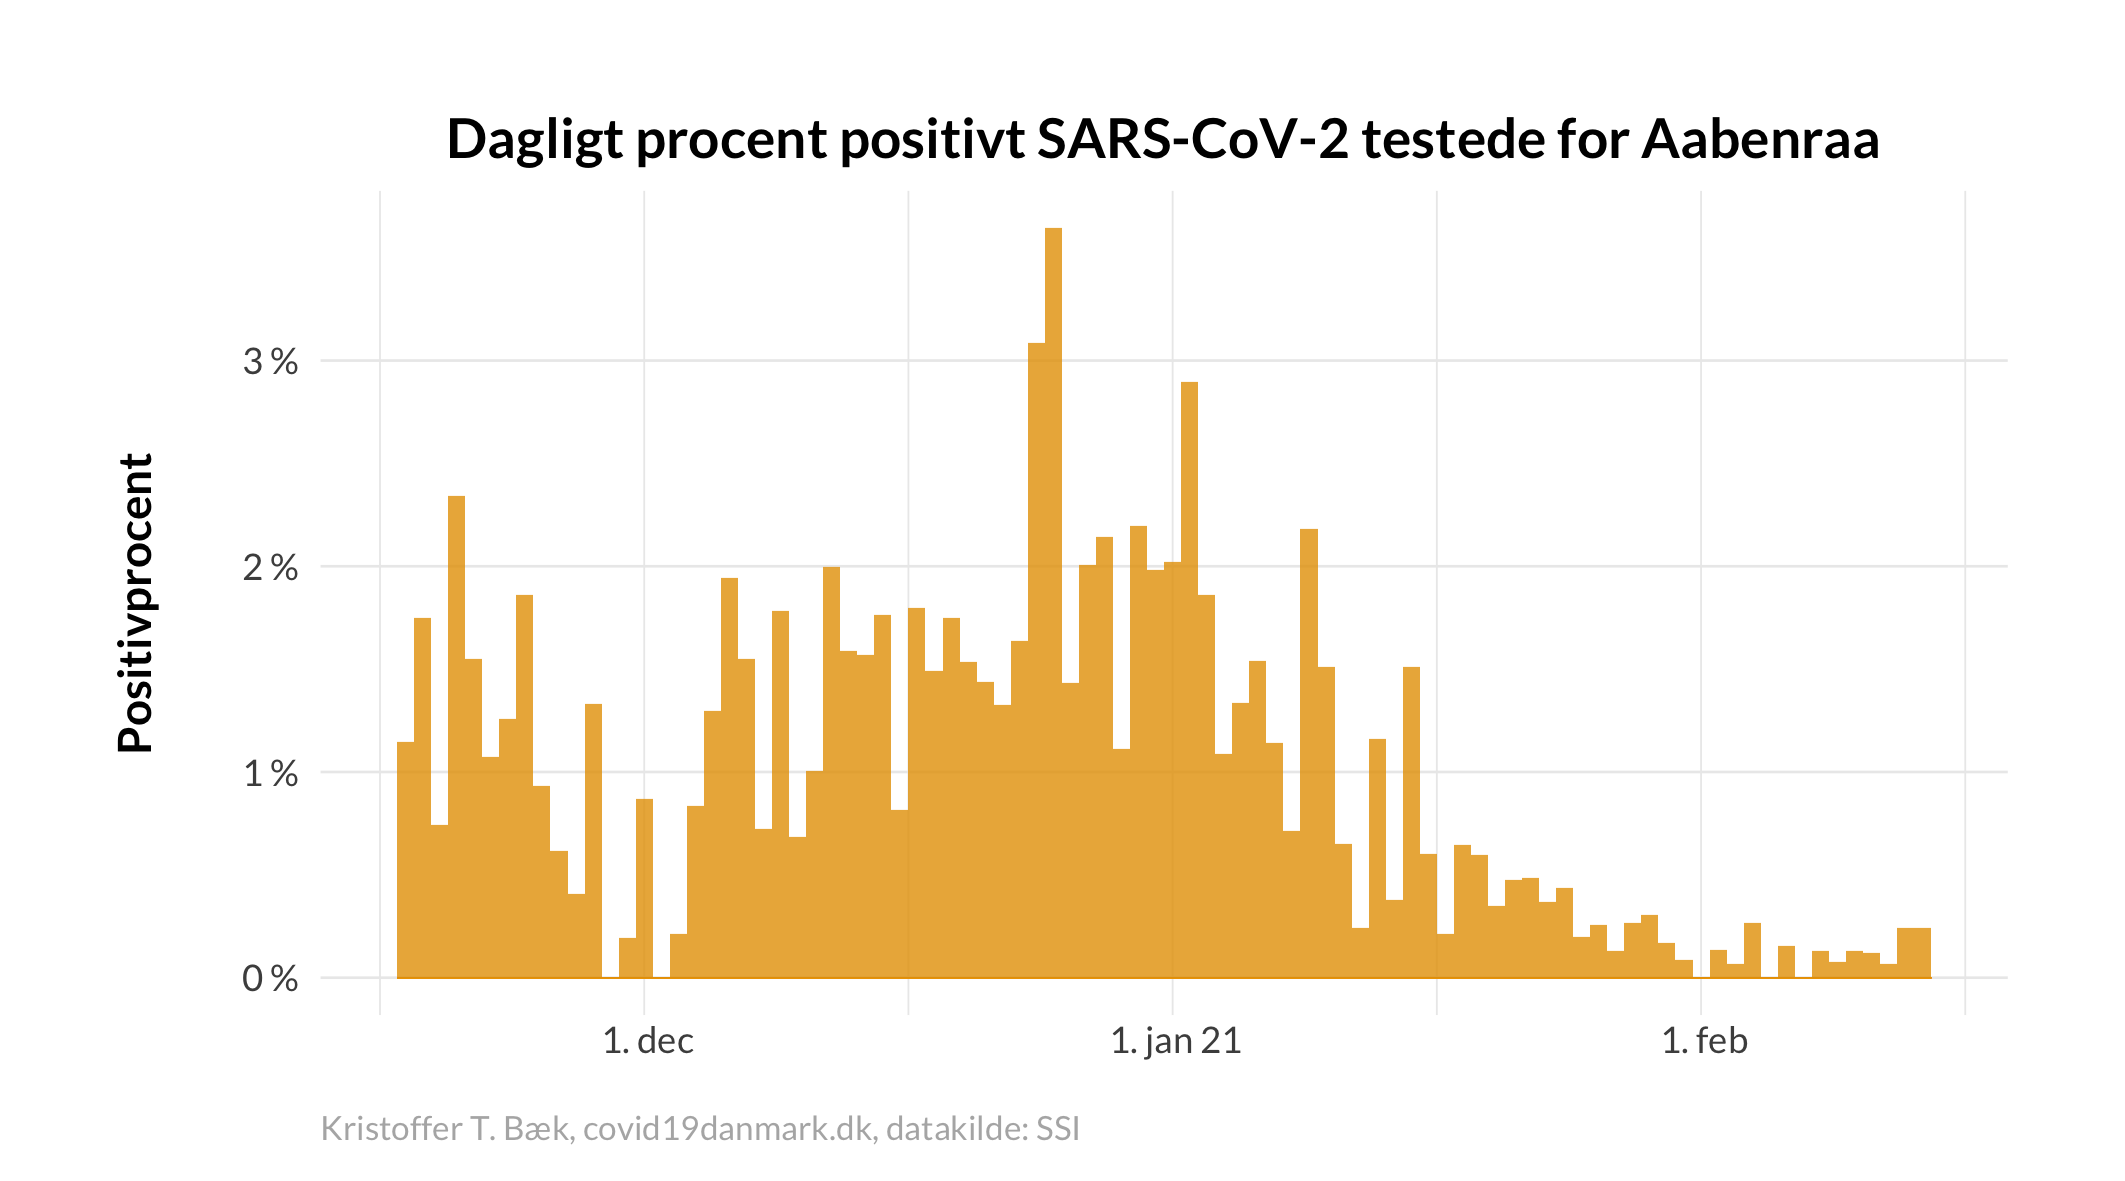 Dagligt procent positivt SARS-CoV-2 testede for Aabenraa
Positivprocent
3 %
2 %
1 %
0 %
1. dec
1. jan 21
1. feb
Kristoffer T. Bæk, covid19danmark.dk, datakilde: SSI